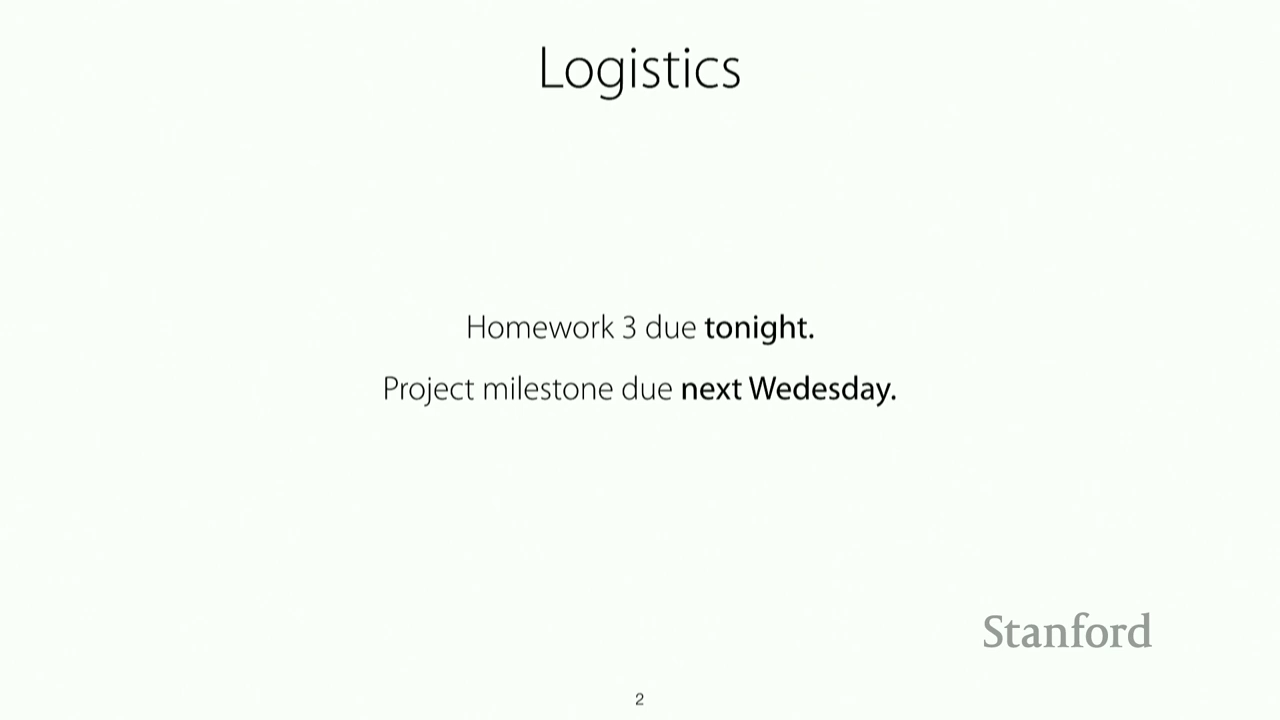 Logistics
Homework 3 due tonight.
Project milestone due next Wedesday.
Stanford
2